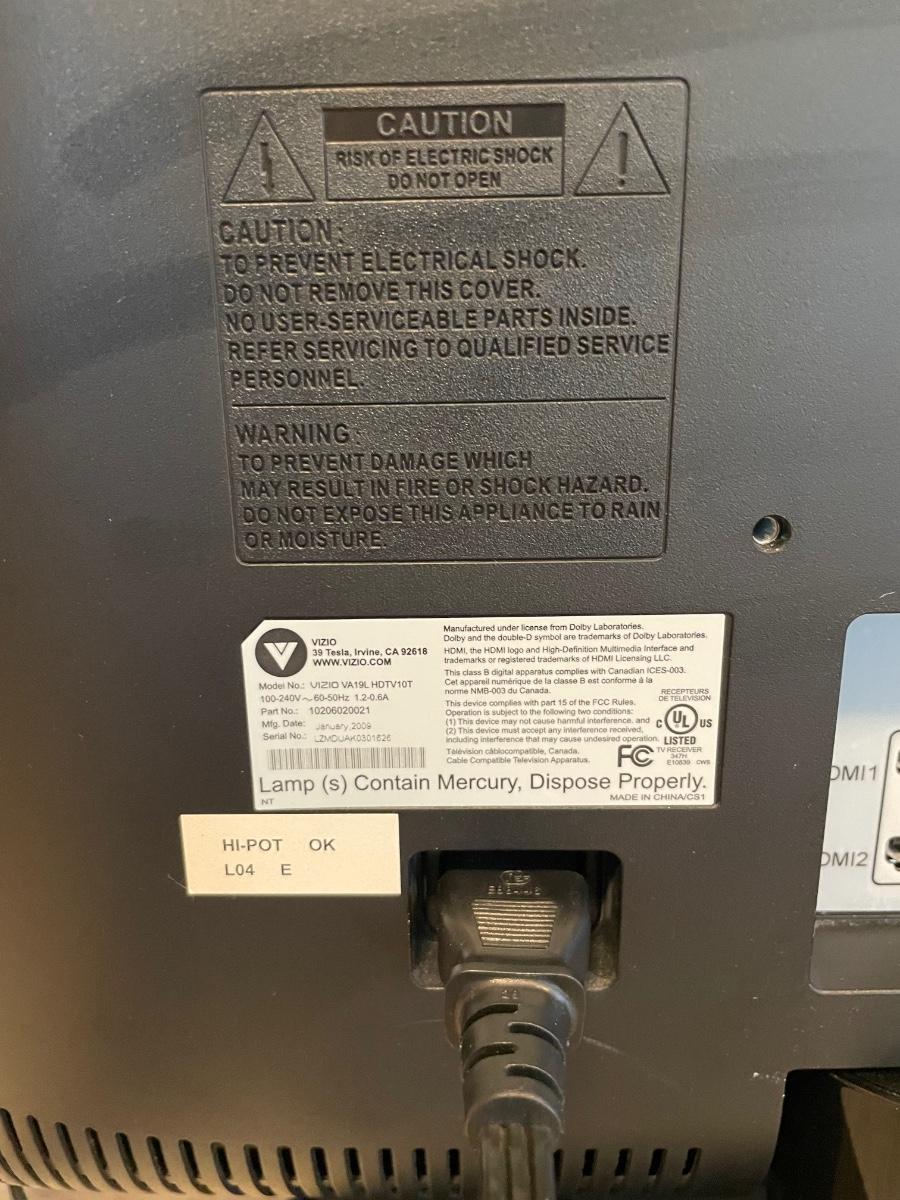 CAUTION
RISK OF ELECTRIC SHOCK
DO NOT OPEN
CAUTION:
TO PREVENT ELECTRICAL SHOCK.
DO NOT REMOVE THIS COVER.
NO USER-SERVICEABLE PARTS INSIDE.
REFER SERVICING TO QUALIFIED SERVICE
PERSONNEL.
WARNING:
TO PREVENT DAMAGE WHICH
MAY RESULT IN FIRE OR SHOCK HAZARD.
DO NOT EXPOSE THIS APPLIANCE TO RAIN
OR MOISTURE.
VIZIO
39 Tesla, Irvine, CA 92618
WWW.VIZIO.COM
Model No.: VIZIO VA19L HDTV10T
100-240V~ 60-50Hz 1.2-0.6A
Part No.: 10206020021
Mfg. Date: January,2009
Serial No.: LZMDUAK0301626
Manufactured under license from Dolby Laboratories.
Dolby and the double-D symbol are trademarks of Dolby Laboratories.
HDMI, the HDMI logo and High-Definition Multimedia Interface and
trademarks or registered trademarks of HDMI Licensing LLC.
This class B digital apparatus complies with Canadian ICES-003.
Cet appareil numérique de la classe B est conforme à la
norme NMB-003 du Canada.
This device complies with part 15 of the FCC Rules.
Operation is subject to the following two conditions:
(1) This device may not cause harmful interference. and
(2) This device must accept any interference received,
including interference that may cause undesired operation.
Télévision câblocompatible, Canada.
Cable Compatible Television Apparatus.
RECEPTEURS
DE TELEVISION
C UL US
LISTED
FC TV RECEIVER
347H
E10839 CWS
Lamp (s) Contain Mercury, Dispose Properly.
NT
MADE IN CHINA/CS1
HI-POT OK
L04 E
DMI1
DMI2